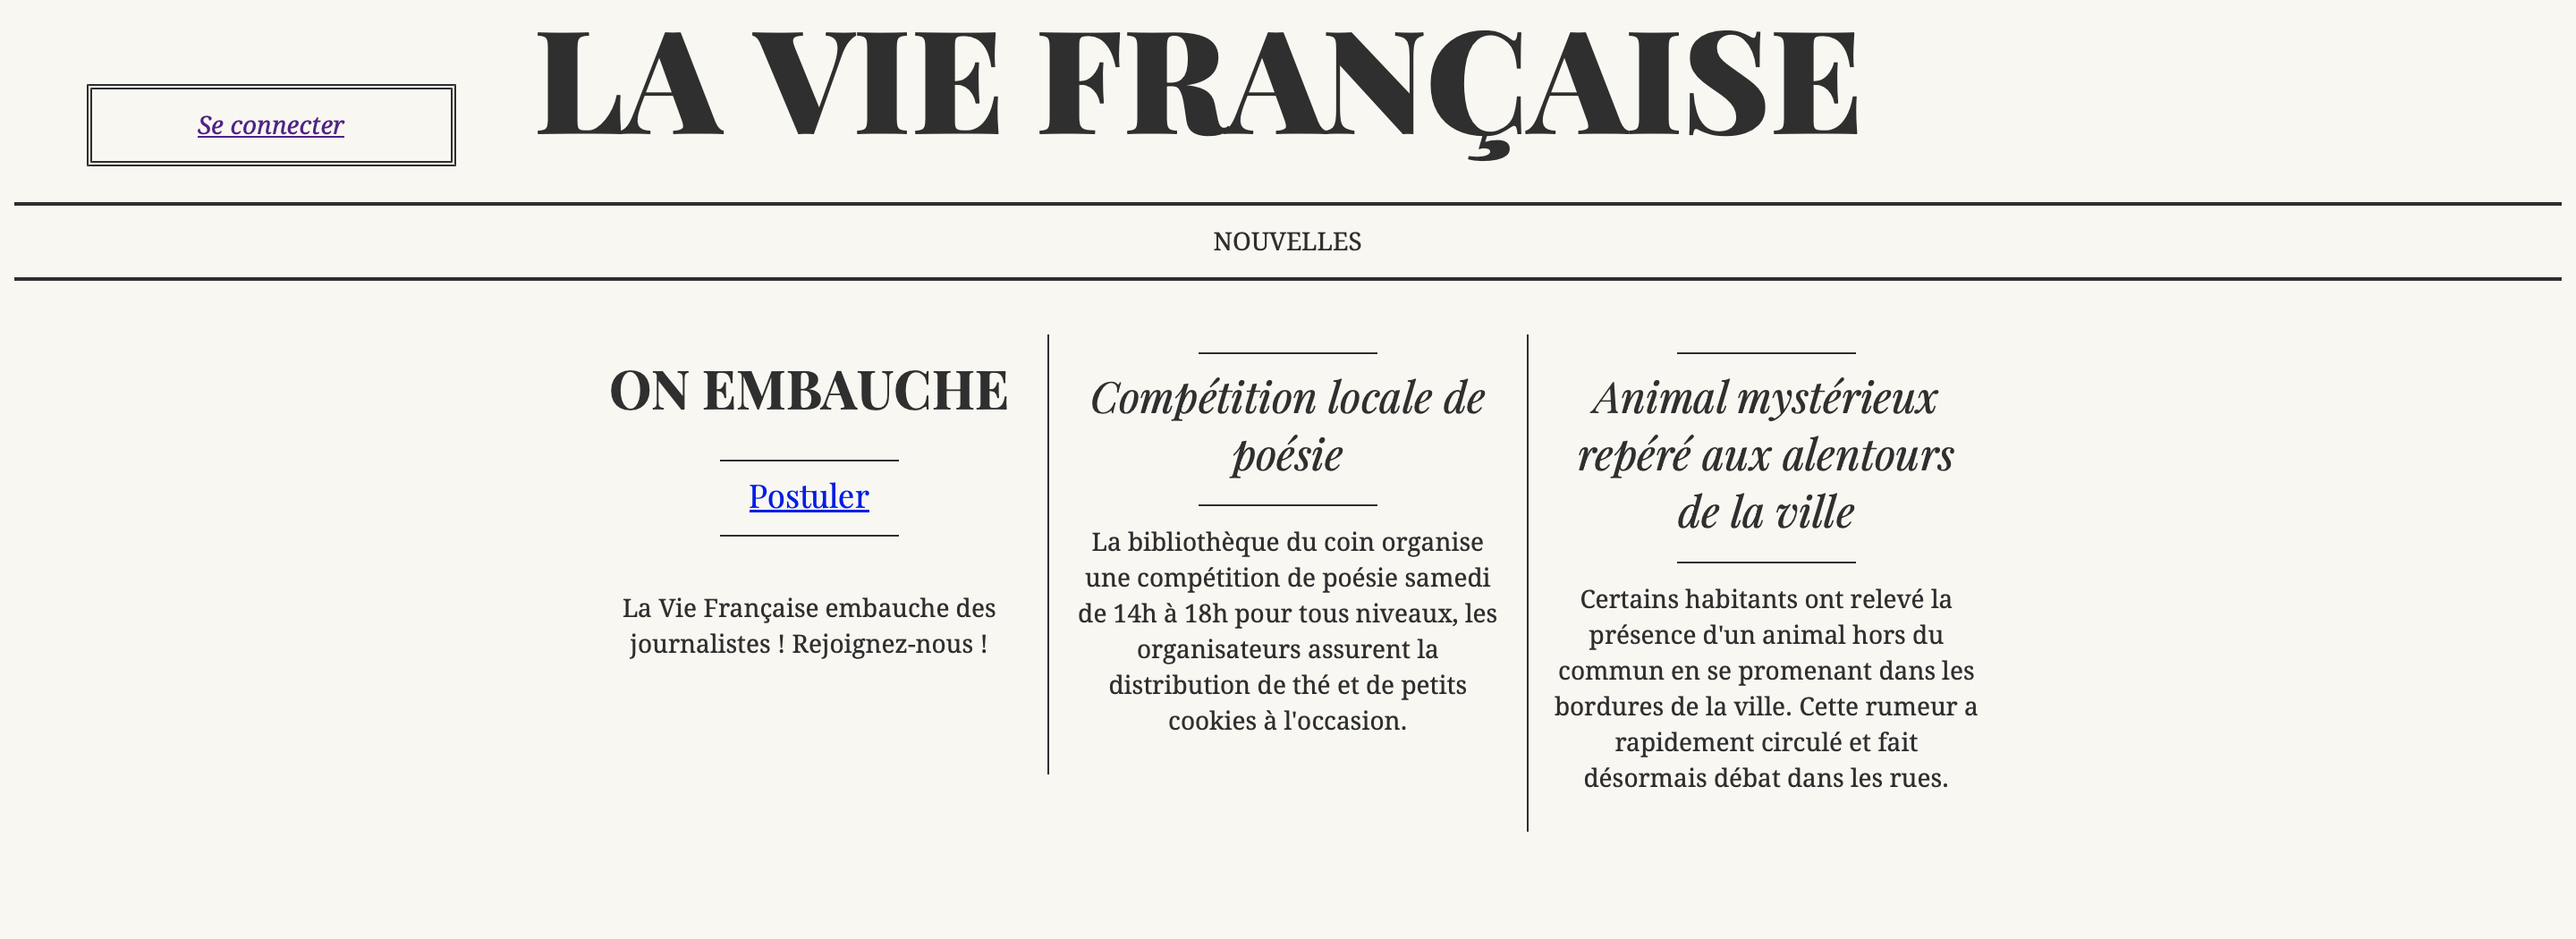 LA VIE FRANÇAISE
Se connecter
NOUVELLES
ON EMBAUCHE
Postuler
La Vie Française embauche des
journalistes ! Rejoignez-nous !
Compétition locale de
poésie
La bibliothèque du coin organise
une compétition de poésie samedi
de 14h à 18h pour tous niveaux, les
organisateurs assurent la
distribution de thé et de petits
cookies à l'occasion.
Animal mystérieux
repéré aux alentours
de la ville
Certains habitants ont relevé la
présence d'un animal hors du
commun en se promenant dans les
bordures de la ville. Cette rumeur a
rapidement circulé et fait
désormais débat dans les rues.